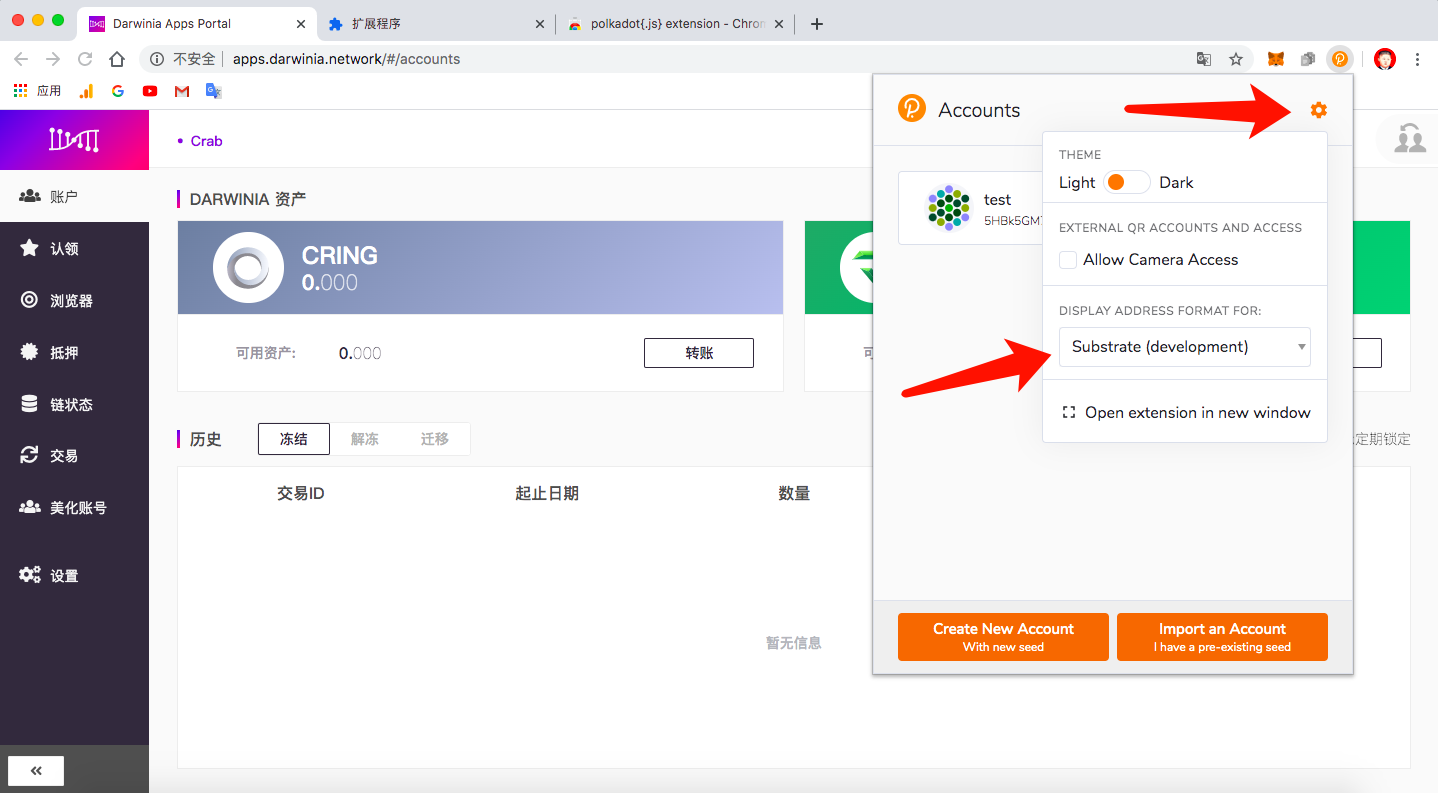 Darwinia Apps Portal
扩展程序
polkadot{.js} extension - Chrom
不安全
apps.darwinia.network/#/accounts
应用
Crab
账户
认领
浏览器
抵押
链状态
交易
美化账号
设置
DARWINIA 资产
CRING
0.000
可用资产:
0.000
转账
历史
冻结
解冻
迁移
定期锁定
交易ID
起止日期
数量
暂无信息
Accounts
test
5HBk5GM
THEME
Light
Dark
EXTERNAL QR ACCOUNTS AND ACCESS
Allow Camera Access
DISPLAY ADDRESS FORMAT FOR:
Substrate (development)
Open extension in new window
Create New Account
With new seed
Import an Account
I have a pre-existing seed